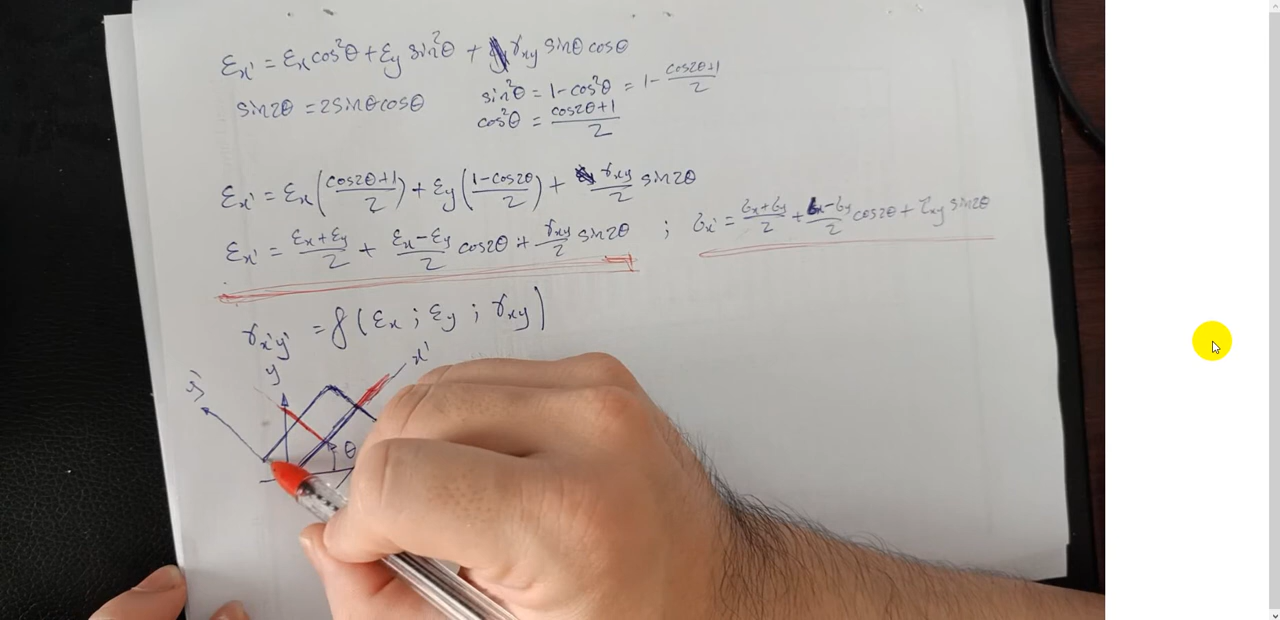 εx' = εx cos²θ + εy sin²θ + γxy sinθ cosθ
sin2θ = 2sinθcosθ
sin²θ = 1-cos²θ = 1- (cos2θ+1)/2
cos²θ = (cos2θ+1)/2
εx' = εx((cos2θ+1)/2) + εy((1-cos2θ)/2) + γxy/2 sin2θ
εx' = (εx+εy)/2 + (εx-εy)/2 cos2θ + γxy/2 sin2θ ; σx' = (σx+σy)/2 + (σx-σy)/2 cos2θ + τxy sin2θ
γx'y' = f(εx ; εy ; γxy)
x'
y
y'
θ